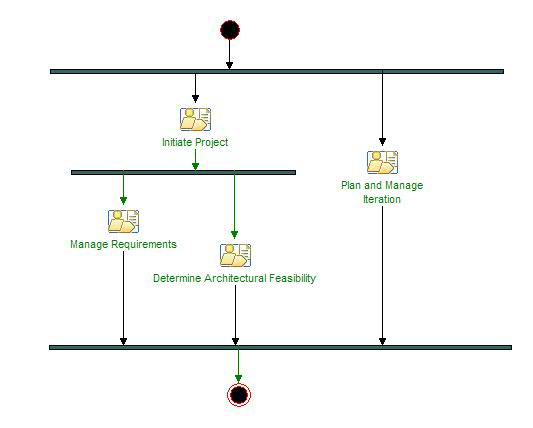 Initiate Project
Plan and Manage
Iteration
Manage Requirements
Determine Architectural Feasibility